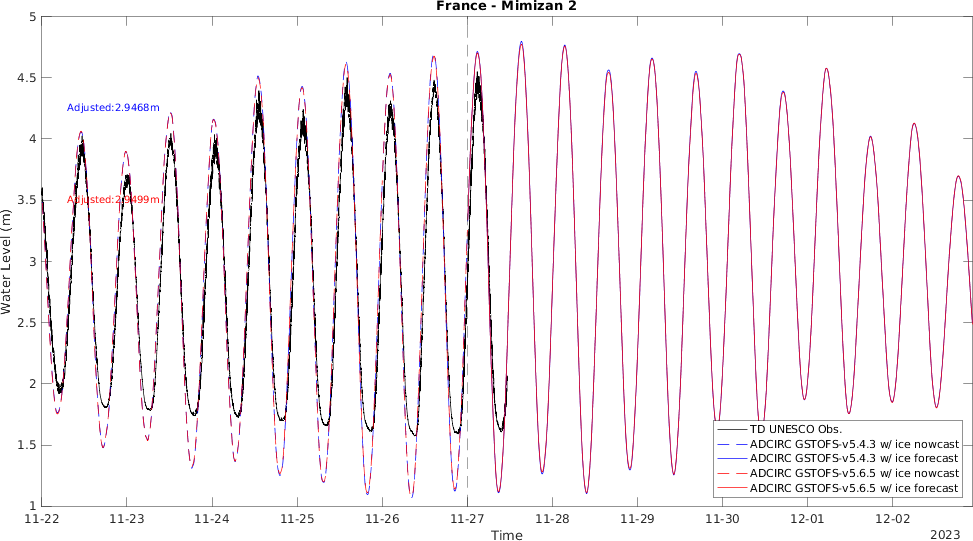 France - Mimizan 2
Water Level (m)
5
4.5
4
3.5
3
2.5
2
1.5
1
Adjusted:2.9468m
Adjusted:2.9499m
TD UNESCO Obs.
ADCIRC GSTOFS-v5.4.3 w/ ice nowcast
ADCIRC GSTOFS-v5.4.3 w/ ice forecast
ADCIRC GSTOFS-v5.6.5 w/ ice nowcast
ADCIRC GSTOFS-v5.6.5 w/ ice forecast
11-22 11-23 11-24 11-25 11-26 11-27 11-28 11-29 11-30 12-01 12-02
Time
2023